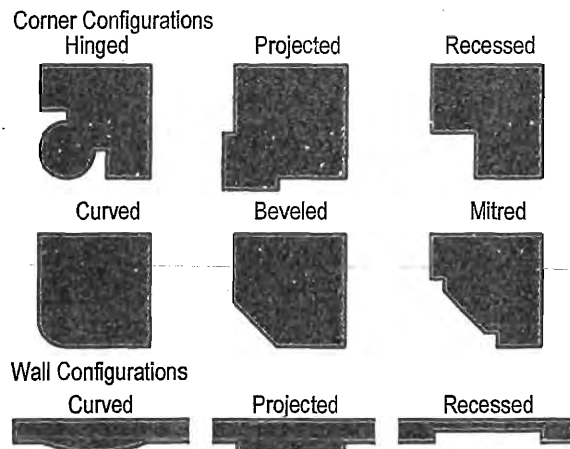 Corner Configurations
Hinged Projected Recessed
Curved Beveled Mitred
Wall Configurations
Curved Projected Recessed